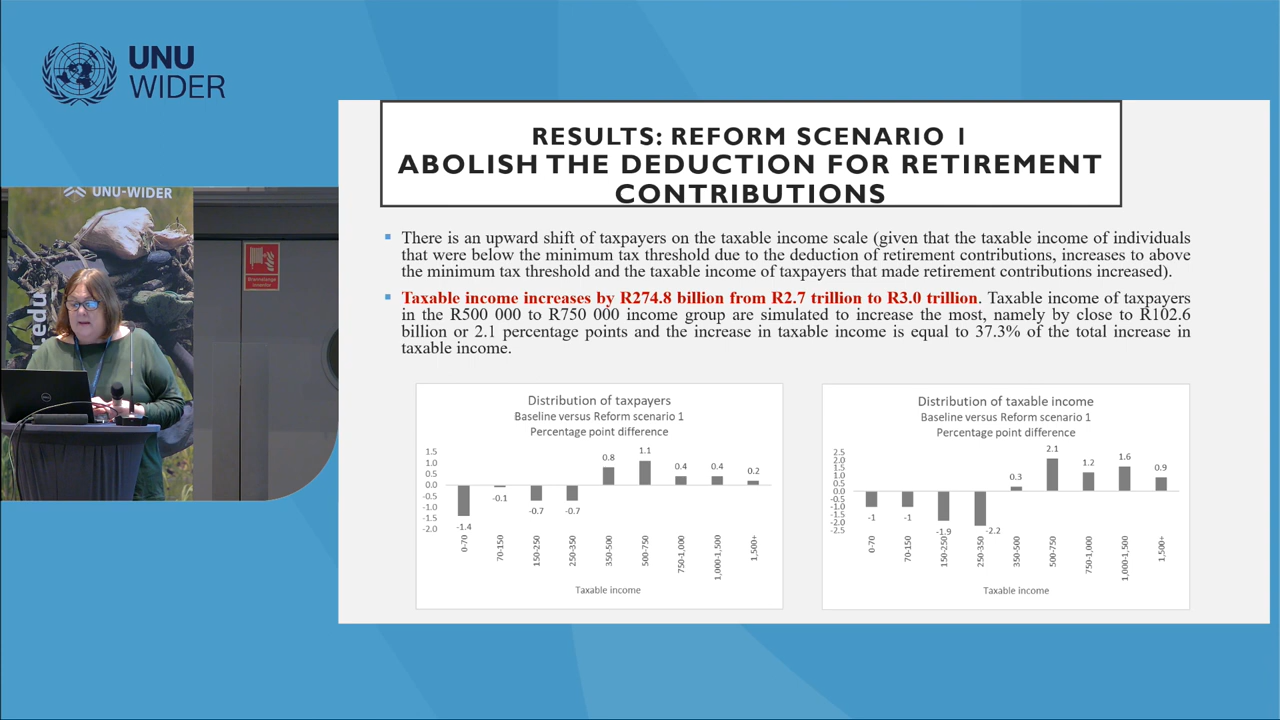 UNU
WIDER
UNU-WIDER
edu
RESULTS: REFORM SCENARIO 1
ABOLISH THE DEDUCTION FOR RETIREMENT
CONTRIBUTIONS
There is an upward shift of taxpayers on the taxable income scale (given that the taxable income of individuals
that were below the minimum tax threshold due to the deduction of retirement contributions, increases to above
the minimum tax threshold and the taxable income of taxpayers that made retirement contributions increased).
Taxable income increases by R274.8 billion from R2.7 trillion to R3.0 trillion. Taxable income of taxpayers
in the R500 000 to R750 000 income group are simulated to increase the most, namely by close to R102.6
billion or 2.1 percentage points and the increase in taxable income is equal to 37.3% of the total increase in
taxable income.
Distribution of taxpayers
Baseline versus Reform scenario 1
Percentage point difference
1.5
1.0
0.5
0.0
-0.5
-1.0
-1.5
-2.0
-1.4
-0.1
-0.7
-0.7
0.8
1.1
0.4
0.4
0.2
0-70
70-150
150-250
250-350
350-500
500-750
750-1,000
1,000-1,500
1,500+
Taxable income
Distribution of taxable income
Baseline versus Reform scenario 1
Percentage point difference
2.5
2.0
1.5
1.0
0.5
0.0
-0.5
-1.0
-1.5
-2.0
-2.5
-1
-1
-1.9
-2.2
0.3
2.1
1.2
1.6
0.9
0-70
70-150
150-250
250-350
350-500
500-750
750-1,000
1,000-1,500
1,500+
Taxable income